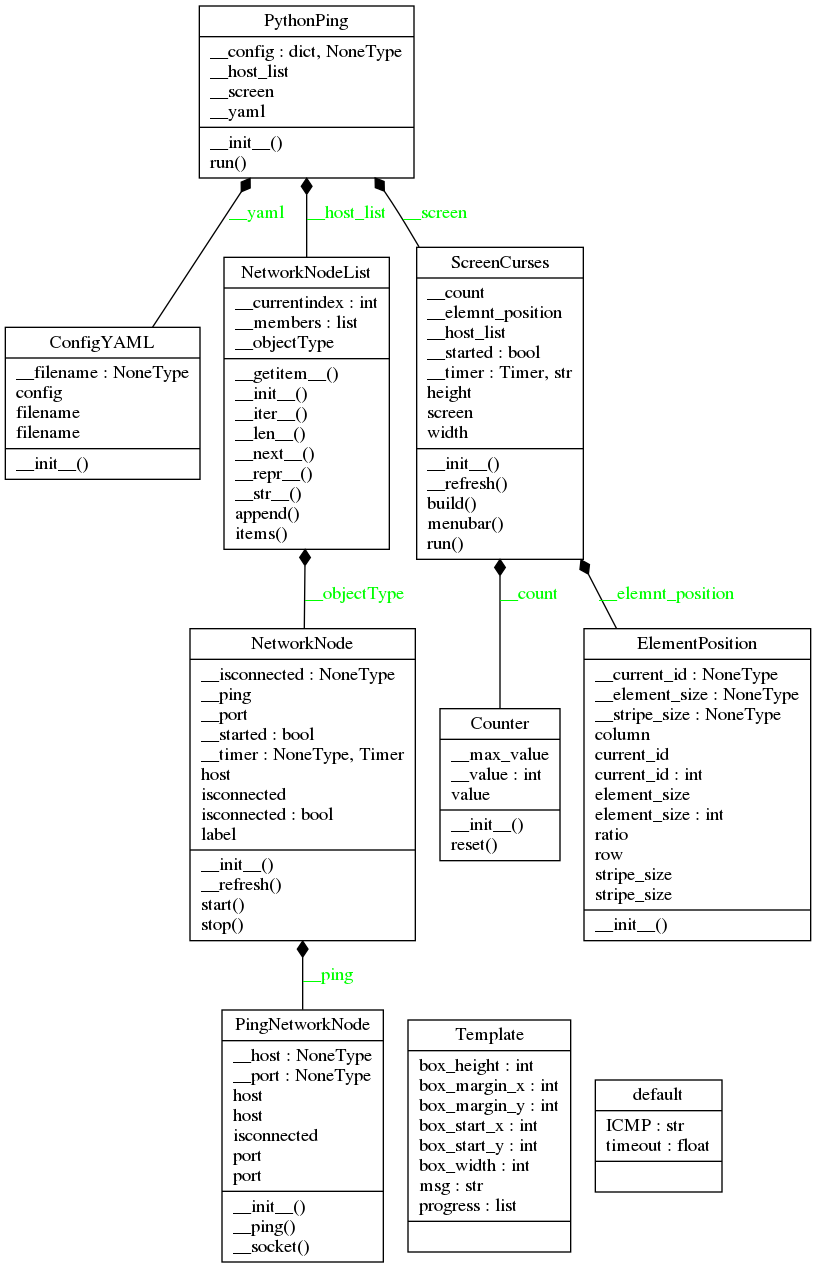 PythonPing
__config : dict, NoneType
__host_list
__screen
__yaml
__init__()
run()
__yaml
__host_list
__screen
ConfigYAML
__filename : NoneType
config
filename
filename
__init__()
NetworkNodeList
__currentindex : int
__members : list
__objectType
__getitem__()
__init__()
__iter__()
__len__()
__next__()
__repr__()
__str__()
append()
items()
ScreenCurses
__count
__elemnt_position
__host_list
__started : bool
__timer : Timer, str
height
screen
width
__init__()
__refresh()
build()
menubar()
run()
__objectType
__count
__elemnt_position
NetworkNode
__isconnected : NoneType
__ping
__port
__started : bool
__timer : NoneType, Timer
host
isconnected
isconnected : bool
label
__init__()
__refresh()
start()
stop()
Counter
__max_value
__value : int
value
__init__()
reset()
ElementPosition
__current_id : NoneType
__element_size : NoneType
__stripe_size : NoneType
column
current_id
current_id : int
element_size
element_size : int
ratio
row
stripe_size
stripe_size
__init__()
__ping
PingNetworkNode
__host : NoneType
__port : NoneType
host
host
isconnected
port
port
__init__()
__ping()
__socket()
Template
box_height : int
box_margin_x : int
box_margin_y : int
box_start_x : int
box_start_y : int
box_width : int
msg : str
progress : list
default
ICMP : str
timeout : float